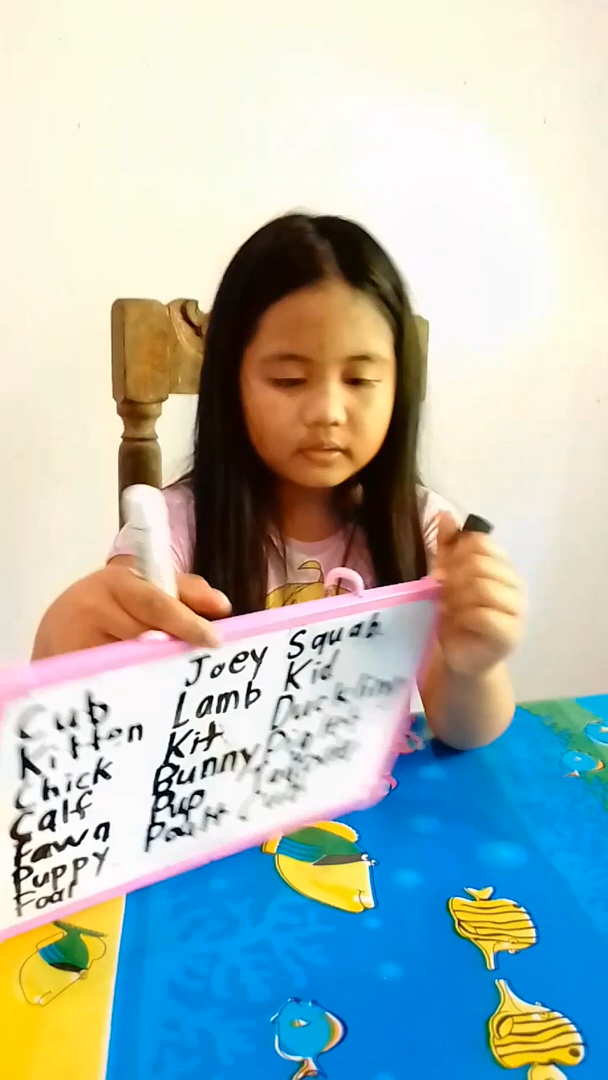 Cub
Kitten
Chick
Calf
Fawn
Puppy
Foal
Joey
Lamb
Kit
Bunny
Pup
Poult
Squab
Kid
Duckling